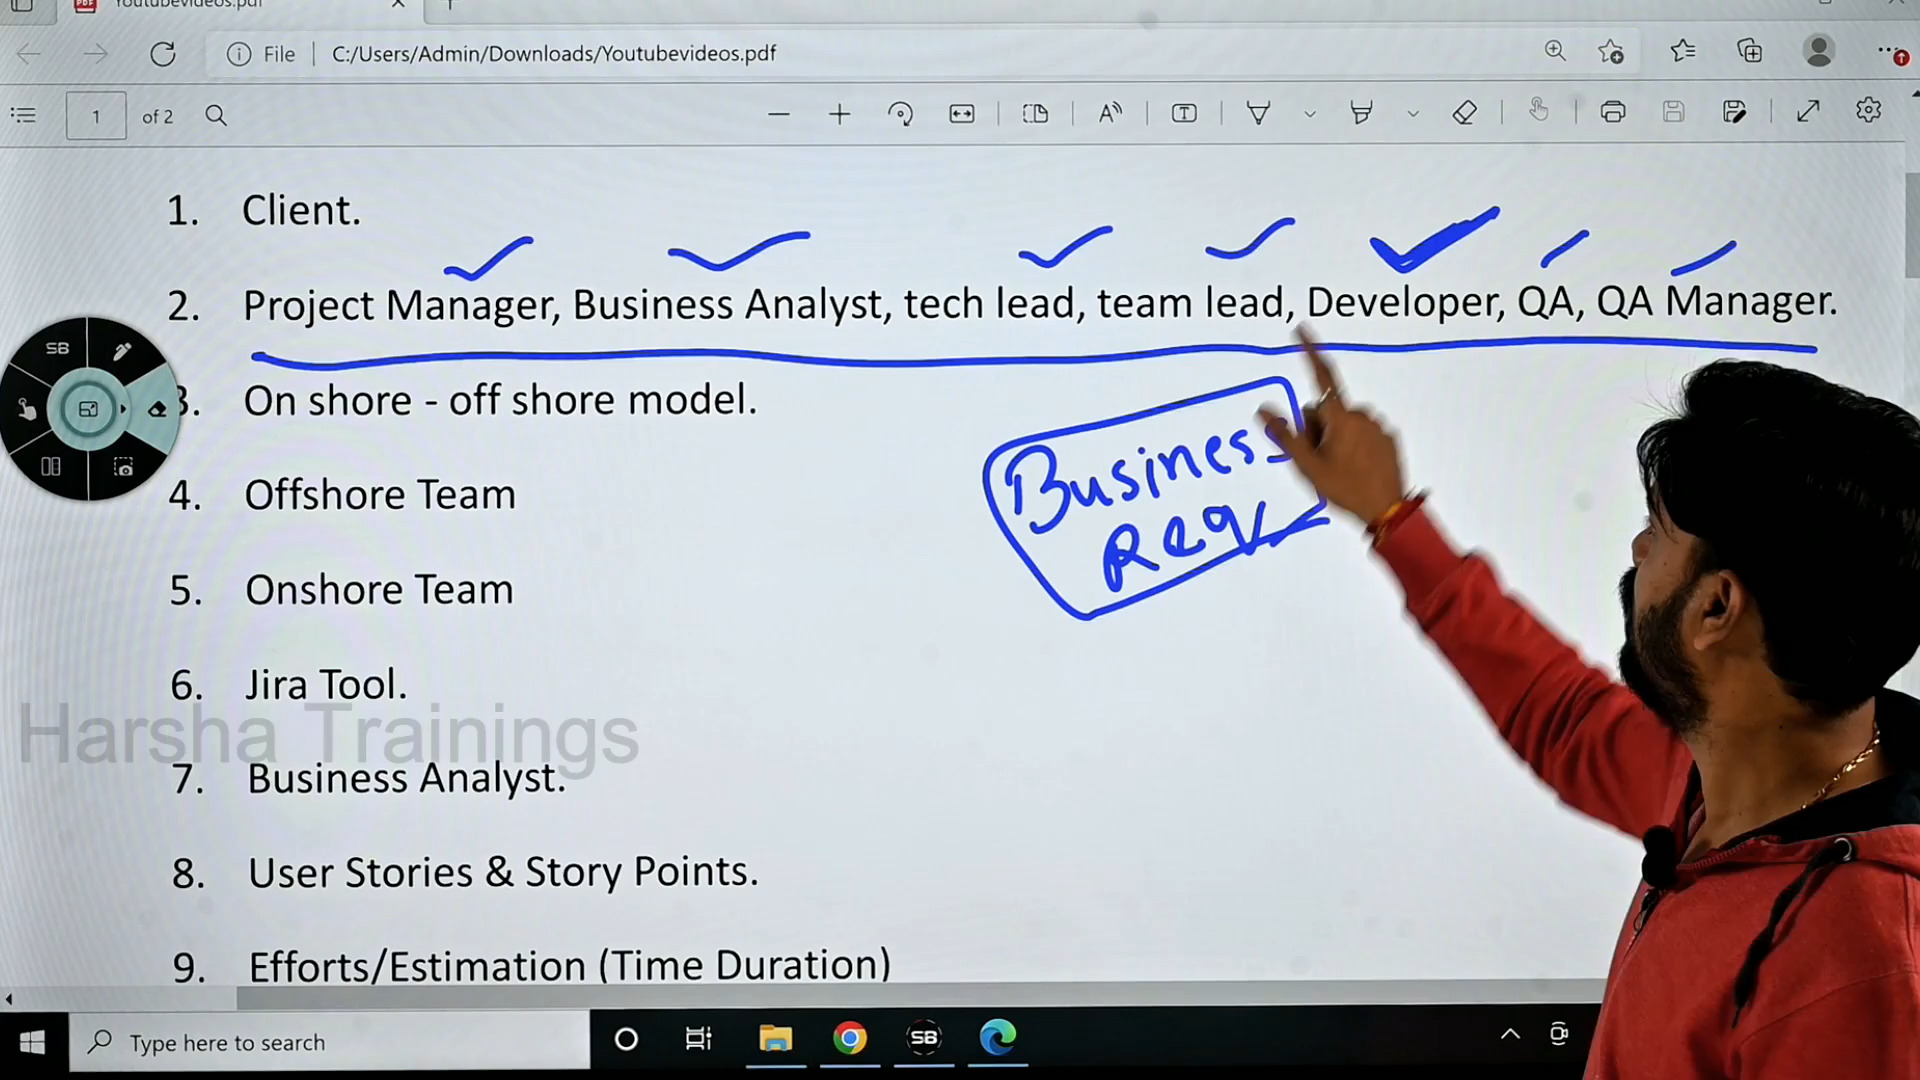 Youtubevideos.pdf
File
C:/Users/Admin/Downloads/Youtubevideos.pdf
1 of 2
1. Client.
2. Project Manager, Business Analyst, tech lead, team lead, Developer, QA, QA Manager.
SB
3. On shore - off shore model.
Business
Req
4. Offshore Team
5. Onshore Team
6. Jira Tool.
Harsha Trainings
7. Business Analyst.
8. User Stories & Story Points.
9. Efforts/Estimation (Time Duration)
Type here to search
SB